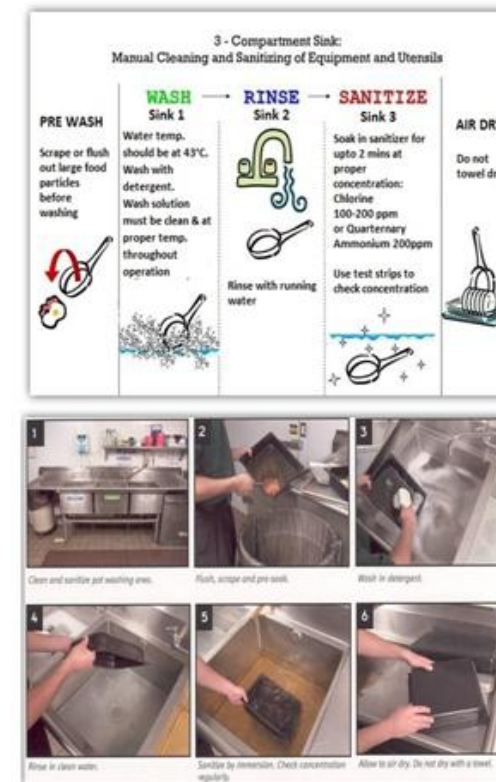 3 - Compartment Sink:
Manual Cleaning and Sanitizing of Equipment and Utensils
PRE WASH
Scrape or flush
out large food
particles
before
washing
WASH
Sink 1
Water temp.
should be at 43°C.
Wash with
detergent.
Wash solution
must be clean & at
proper temp.
throughout
operation
RINSE
Sink 2
Rinse with running
water
SANITIZE
Sink 3
Soak in sanitizer for
upto 2 mins at
proper
concentration:
Chlorine
100-200 ppm
or Quarternary
Ammonium 200ppm
Use test strips to
check concentration
AIR DR
Do not
towel dr
1
Clean and sanitize pot washing area.
2
Flush, scrape and pre-soak.
3
Wash in detergent.
4
Rinse in clean water.
5
Sanitize by immersion. Check concentration
regularly.
6
Allow to air dry. Do not dry with a towel.